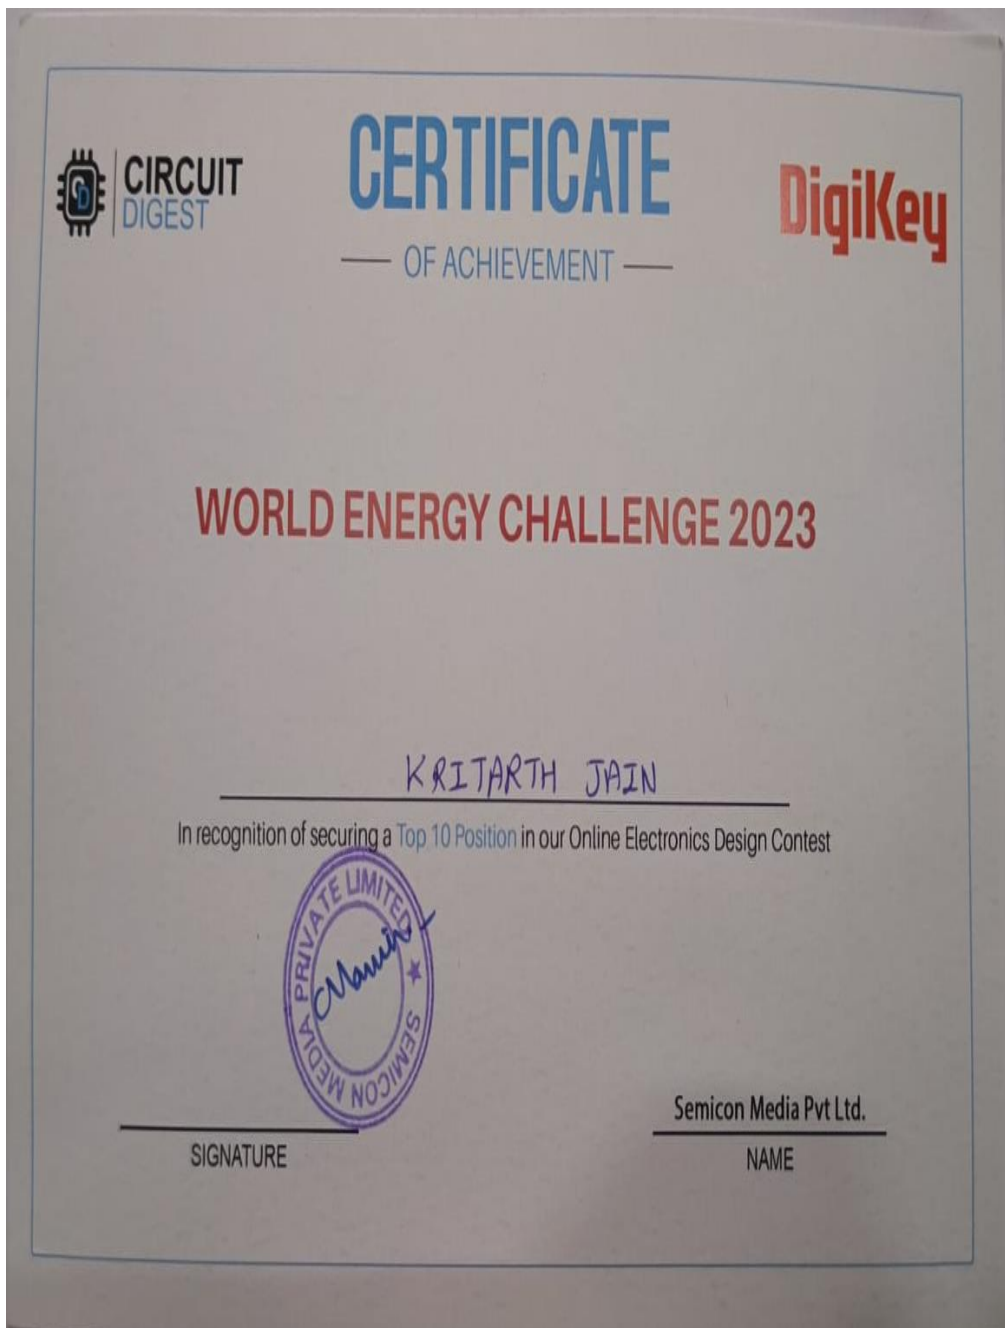 CIRCUIT
DIGEST
CERTIFICATE
OF ACHIEVEMENT
DigiKey
WORLD ENERGY CHALLENGE 2023
KRITARTH JAIN
In recognition of securing a Top 10 Position in our Online Electronics Design Contest
SEMICON MEDIA PRIVATE LIMITED ★
Semicon Media Pvt Ltd.
SIGNATURE
NAME